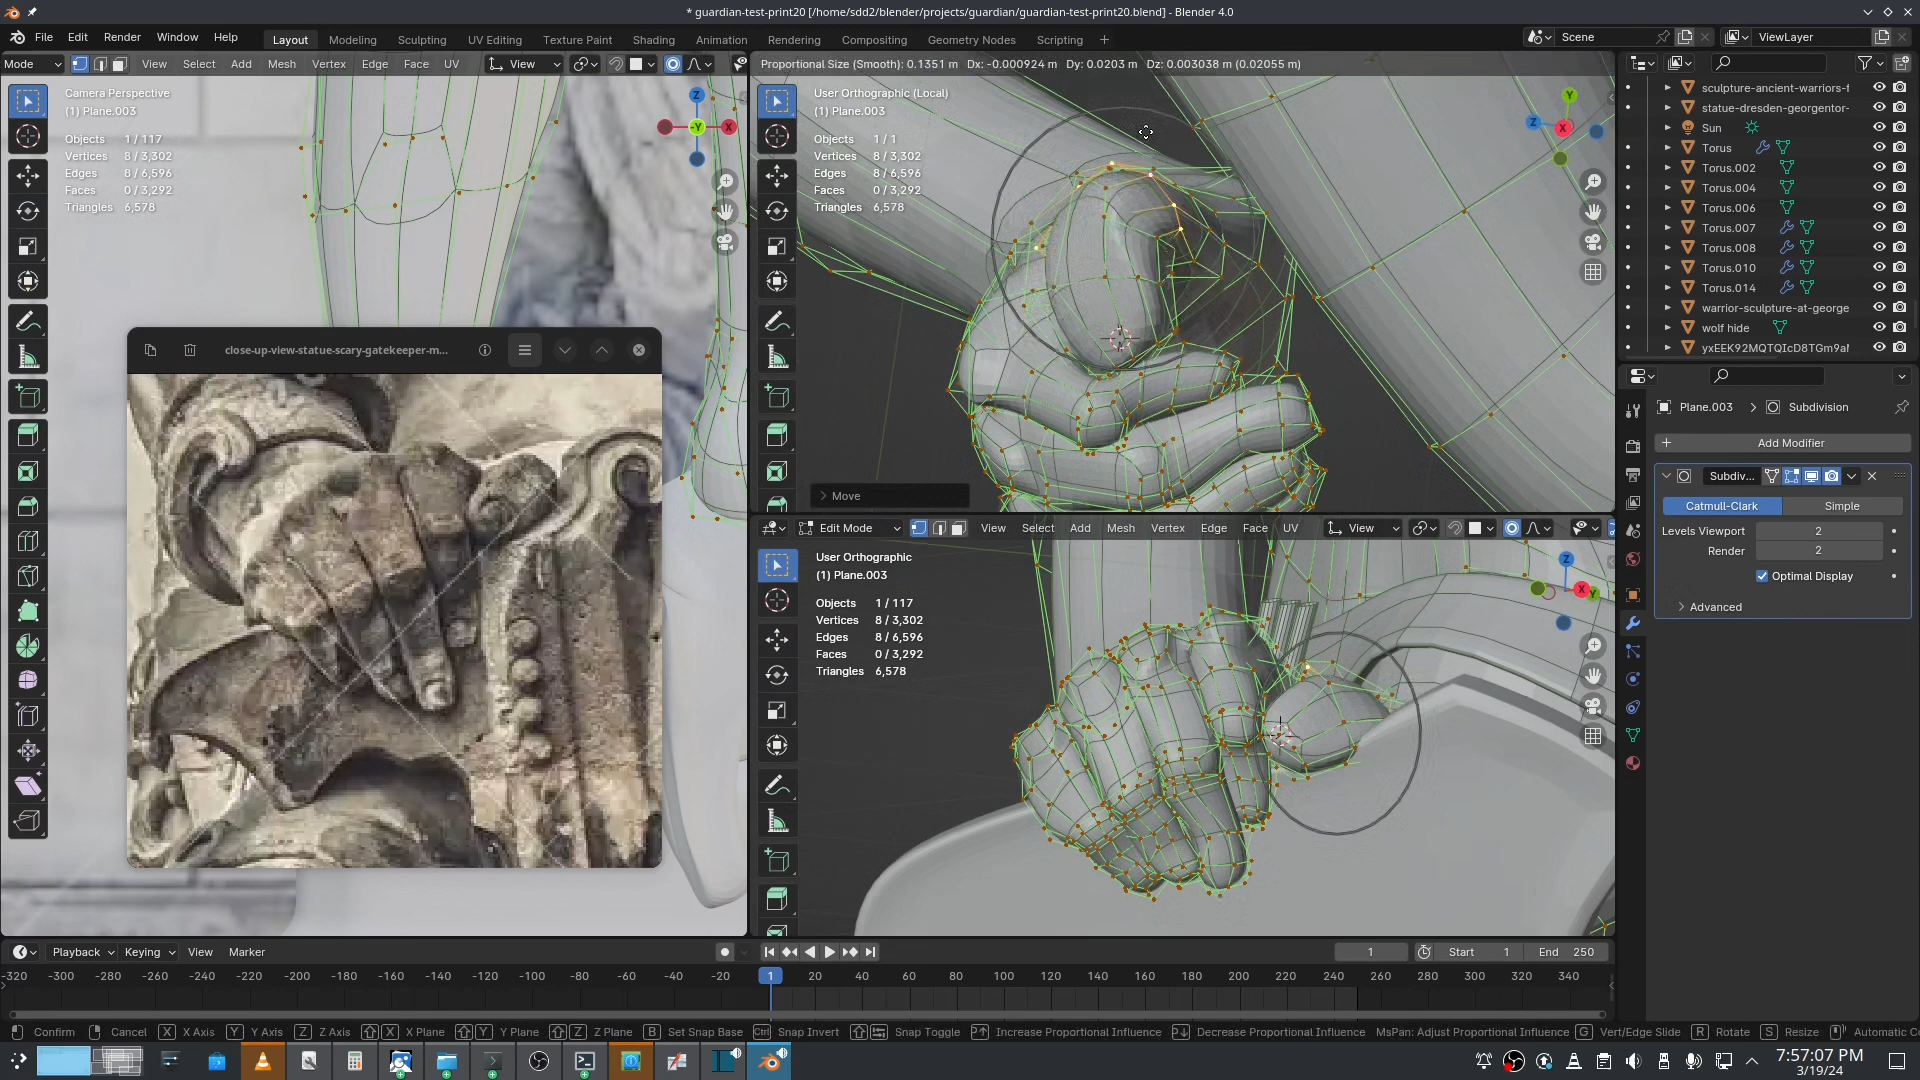 * guardian-test-print20 [/home/sdd2/blender/projects/guardian/guardian-test-print20.blend] - Blender 4.0
File Edit Render Window Help
Layout Modeling Sculpting UV Editing Texture Paint Shading Animation Rendering Compositing Geometry Nodes Scripting +
Scene
ViewLayer
Mode View Select Add Mesh Vertex Edge Face UV View
Camera Perspective
(1) Plane.003
Objects 1 / 117
Vertices 8 / 3,302
Edges 8 / 6,596
Faces 0 / 3,292
Triangles 6,578
Z
-Y
X
close-up-view-statue-scary-gatekeeper-m...
Proportional Size (Smooth): 0.1351 m Dx: -0.000924 m Dy: 0.0203 m Dz: 0.003038 m (0.02055 m)
User Orthographic (Local)
(1) Plane.003
Objects 1 / 1
Vertices 8 / 3,302
Edges 8 / 6,596
Faces 0 / 3,292
Triangles 6,578
Y
Z
X
Move
Edit Mode View Select Add Mesh Vertex Edge Face UV View
User Orthographic
(1) Plane.003
Objects 1 / 117
Vertices 8 / 3,302
Edges 8 / 6,596
Faces 0 / 3,292
Triangles 6,578
Z
X
Y
sculpture-ancient-warriors-f
statue-dresden-georgentor-
Sun
Torus
Torus.002
Torus.004
Torus.006
Torus.007
Torus.008
Torus.010
Torus.014
warrior-sculpture-at-george
wolf hide
yxEEK92MQTQIcD8TGm9al
Plane.003 > Subdivision
+ Add Modifier
Subdiv...
Catmull-Clark Simple
Levels Viewport 2
Render 2
Optimal Display
Advanced
Playback Keying View Marker
1
Start 1
End 250
-320 -300 -280 -260 -240 -220 -200 -180 -160 -140 -120 -100 -80 -60 -40 -20 1 20 40 60 80 100 120 140 160 180 200 220 240 260 280 300 320 340
Confirm Cancel X X Axis Y Y Axis Z Z Axis X X Plane Y Y Plane Z Z Plane B Set Snap Base Ctrl Snap Invert Snap Toggle Increase Proportional Influence Decrease Proportional Influence MsPan: Adjust Proportional Influence G Vert/Edge Slide R Rotate S Resize Automatic C
7:57:07 PM
3/19/24